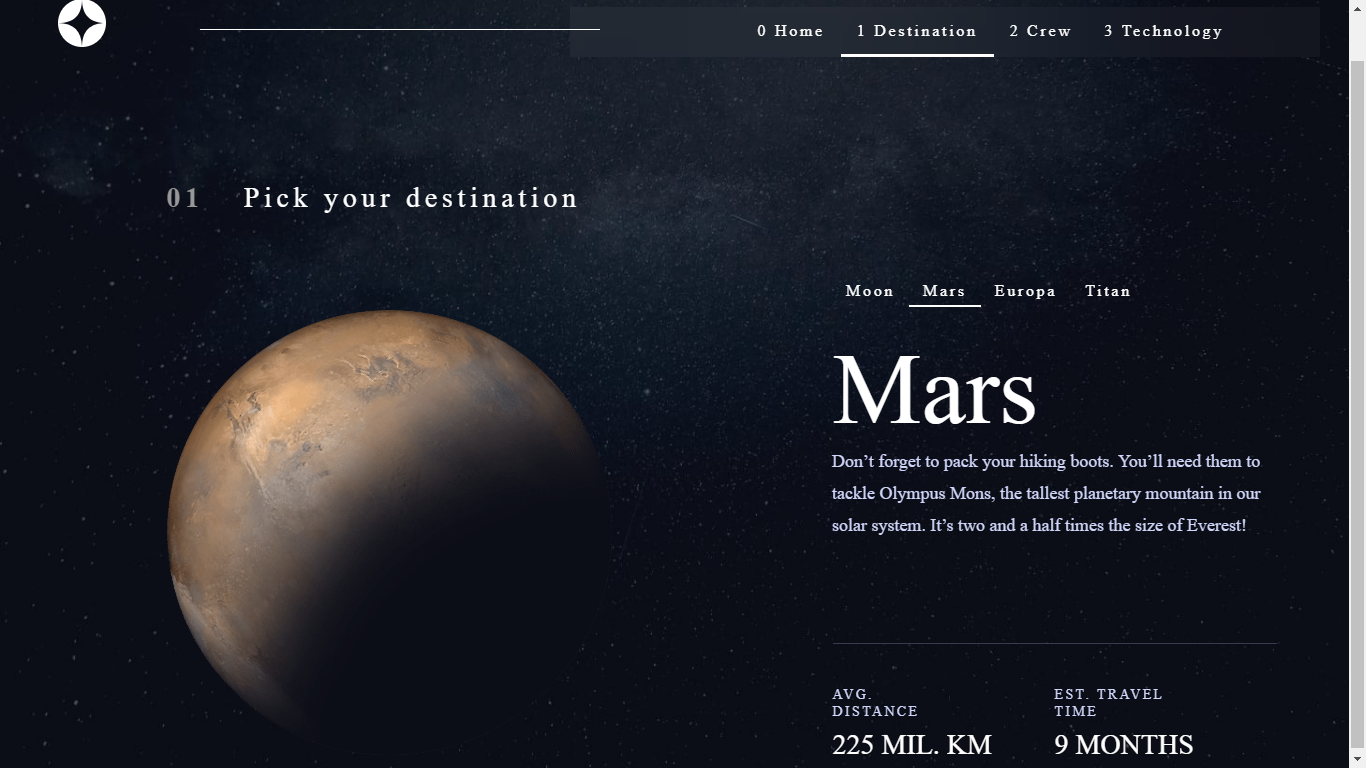 0 Home 1 Destination 2 Crew 3 Technology
01 Pick your destination
Moon Mars Europa Titan
Mars
Don’t forget to pack your hiking boots. You’ll need them to
tackle Olympus Mons, the tallest planetary mountain in our
solar system. It’s two and a half times the size of Everest!
AVG.
DISTANCE
225 MIL. KM
EST. TRAVEL
TIME
9 MONTHS